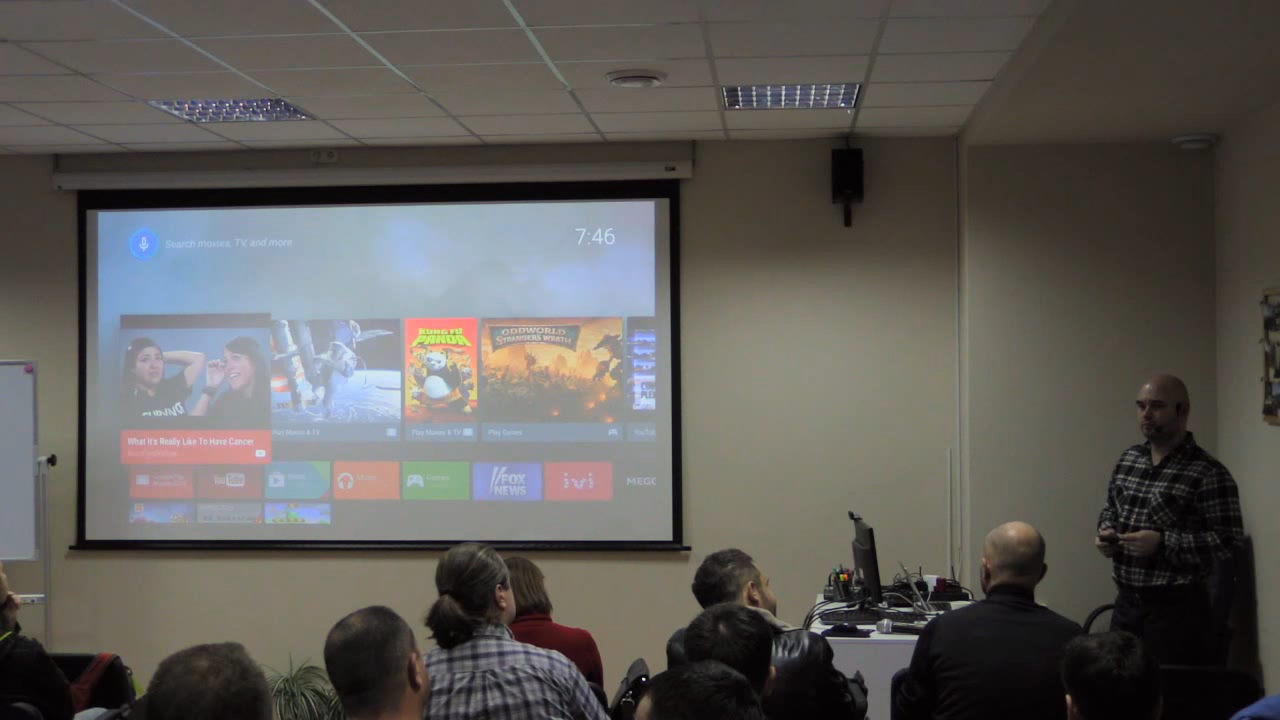 Search movies, TV, and more
7:46
KUNG FU
PANDA
ODDWORLD
STRANGERS WRATH
What It's Really Like To Have Cancer
Play Movies & TV
Play Movies & TV
Play Games
YouTube
FOX
NEWS
ivi
MEGO